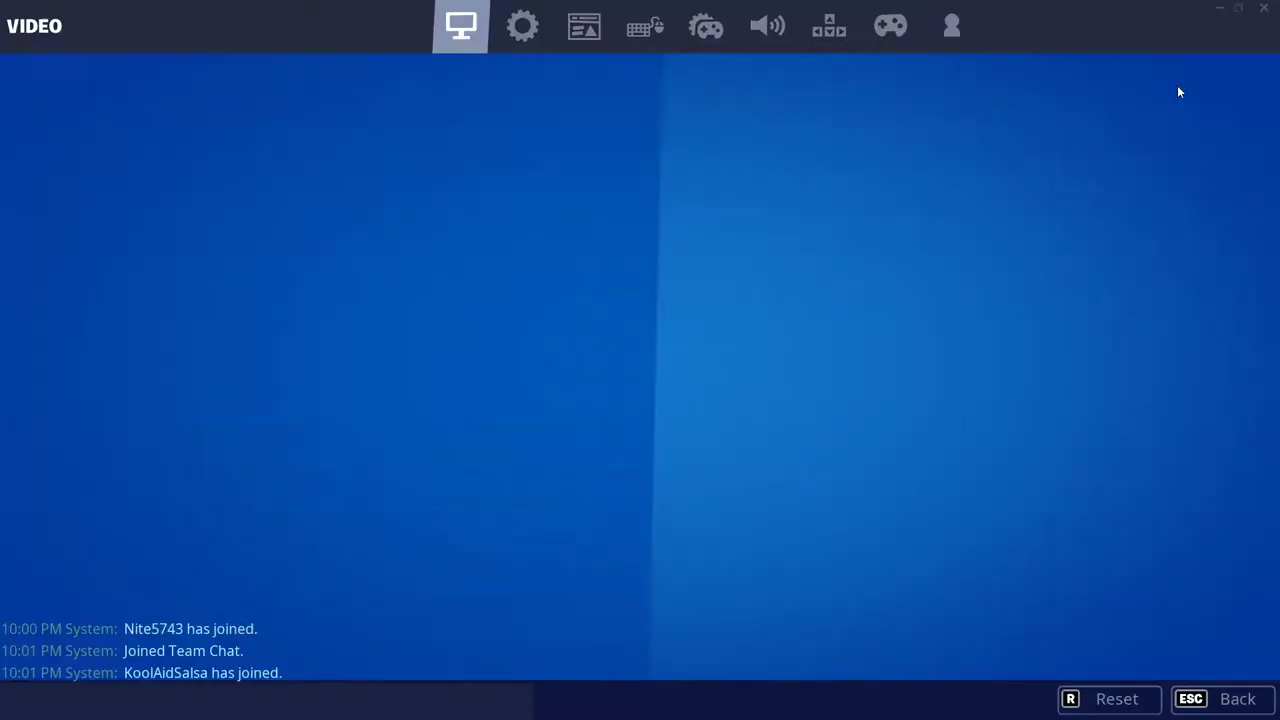 VIDEO
10:00 PM System: Nite5743 has joined.
10:01 PM System: Joined Team Chat.
10:01 PM System: KoolAidSalsa has joined.
R Reset ESC Back